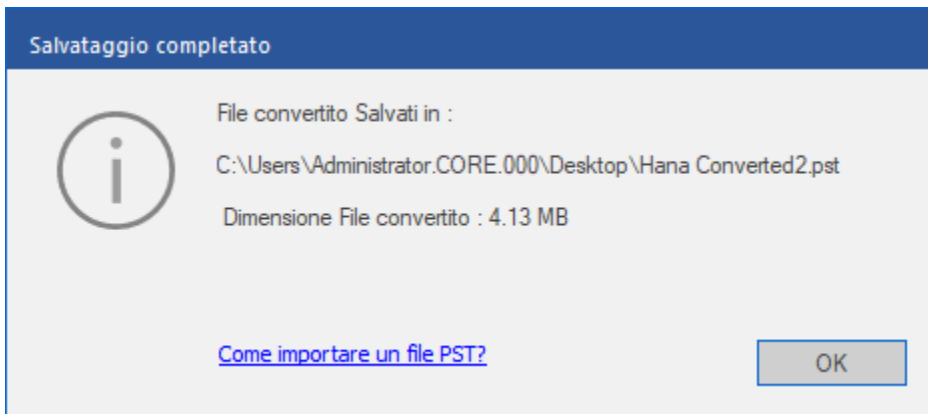 Salvataggio completato
File convertito Salvati in :
C:\Users\Administrator.CORE.000\Desktop\Hana Converted2.pst
Dimensione File convertito : 4.13 MB
Come importare un file PST?
OK